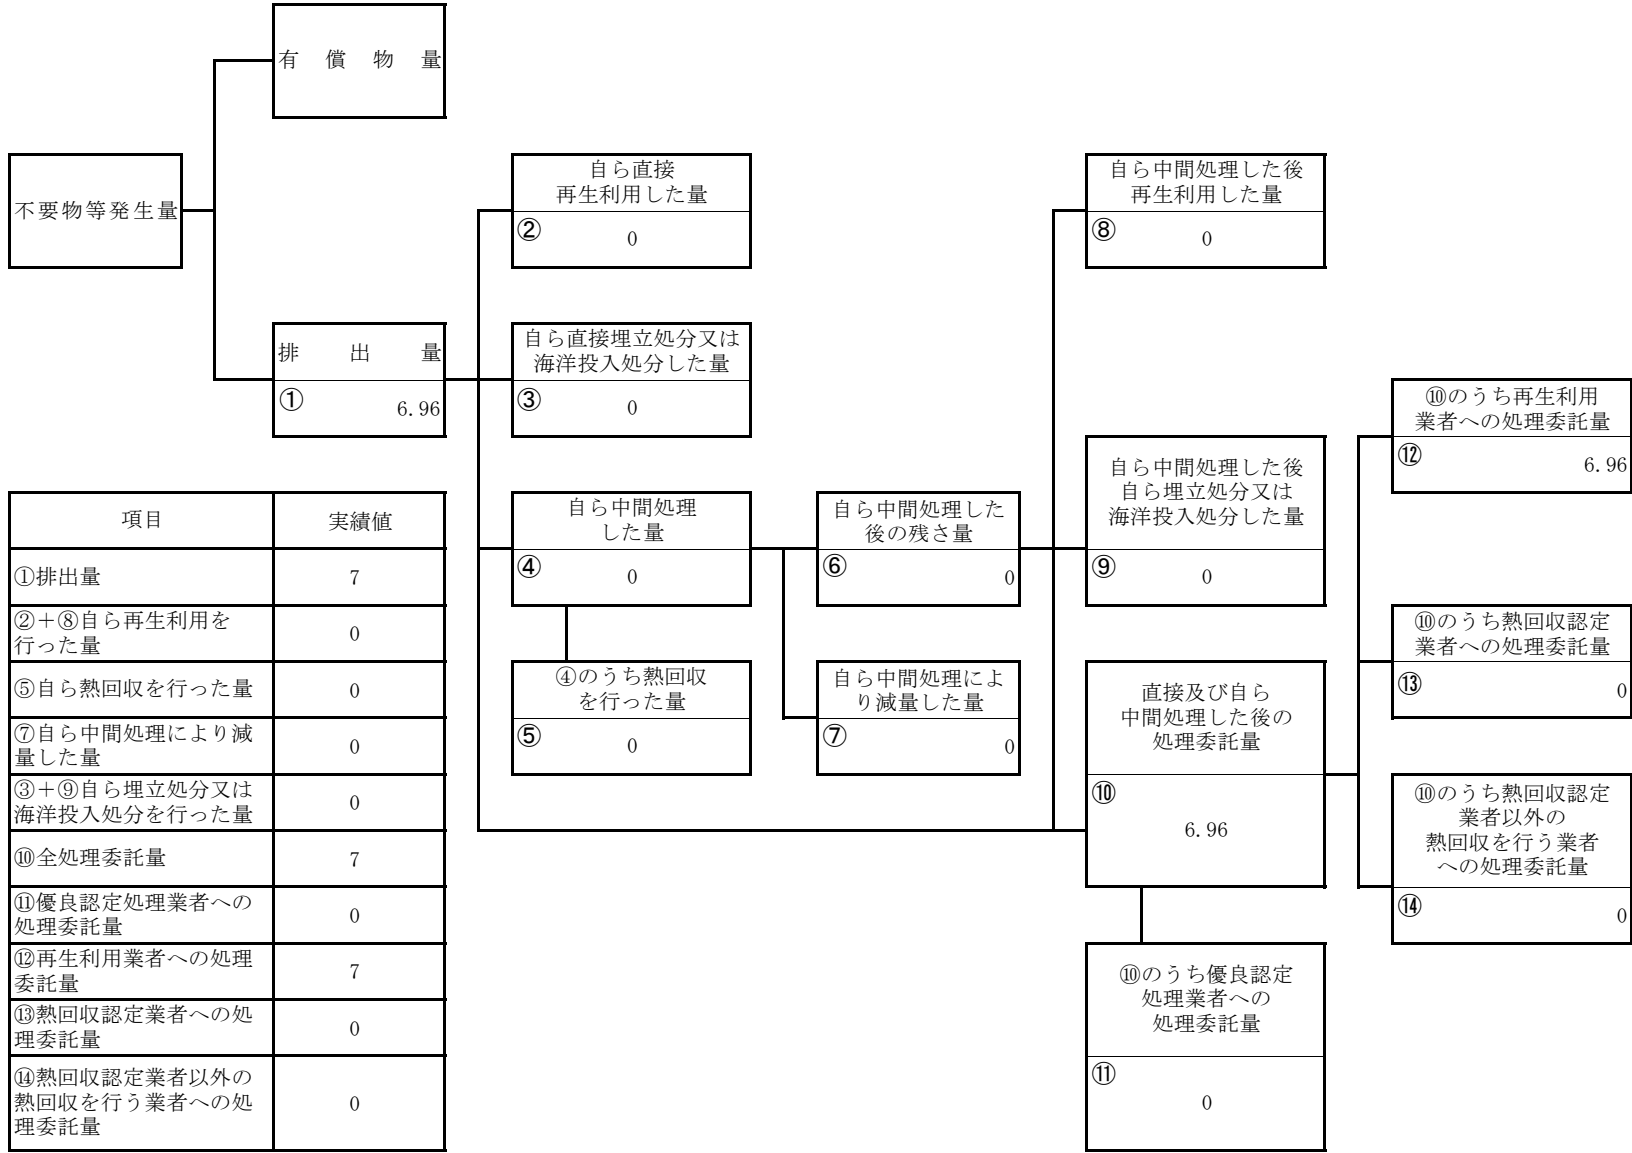 有償物量
不要物等発生量
排出量
①
6.96
自ら直接
再生利用した量
②
0
自ら直接埋立処分又は
海洋投入処分した量
③
0
自ら中間処理
した量
④
0
④のうち熱回収
を行った量
⑤
0
自ら中間処理した
後の残さ量
⑥
0
自ら中間処理によ
り減量した量
⑦
0
自ら中間処理した後
再生利用した量
⑧
0
自ら中間処理した後
自ら埋立処分又は
海洋投入処分した量
⑨
0
直接及び自ら
中間処理した後の
処理委託量
⑩
6.96
⑩のうち優良認定
処理業者への
処理委託量
⑪
0
⑩のうち再生利用
業者への処理委託量
⑫
6.96
⑩のうち熱回収認定
業者への処理委託量
⑬
0
⑩のうち熱回収認定
業者以外の
熱回収を行う業者
への処理委託量
⑭
0
項目 実績値
①排出量 7
②＋⑧自ら再生利用を
行った量 0
⑤自ら熱回収を行った量 0
⑦自ら中間処理により減
量した量 0
③＋⑨自ら埋立処分又は
海洋投入処分を行った量 0
⑩全処理委託量 7
⑪優良認定処理業者への
処理委託量 0
⑫再生利用業者への処理
委託量 7
⑬熱回収認定業者への処
理委託量 0
⑭熱回収認定業者以外の
熱回収を行う業者への処
理委託量 0